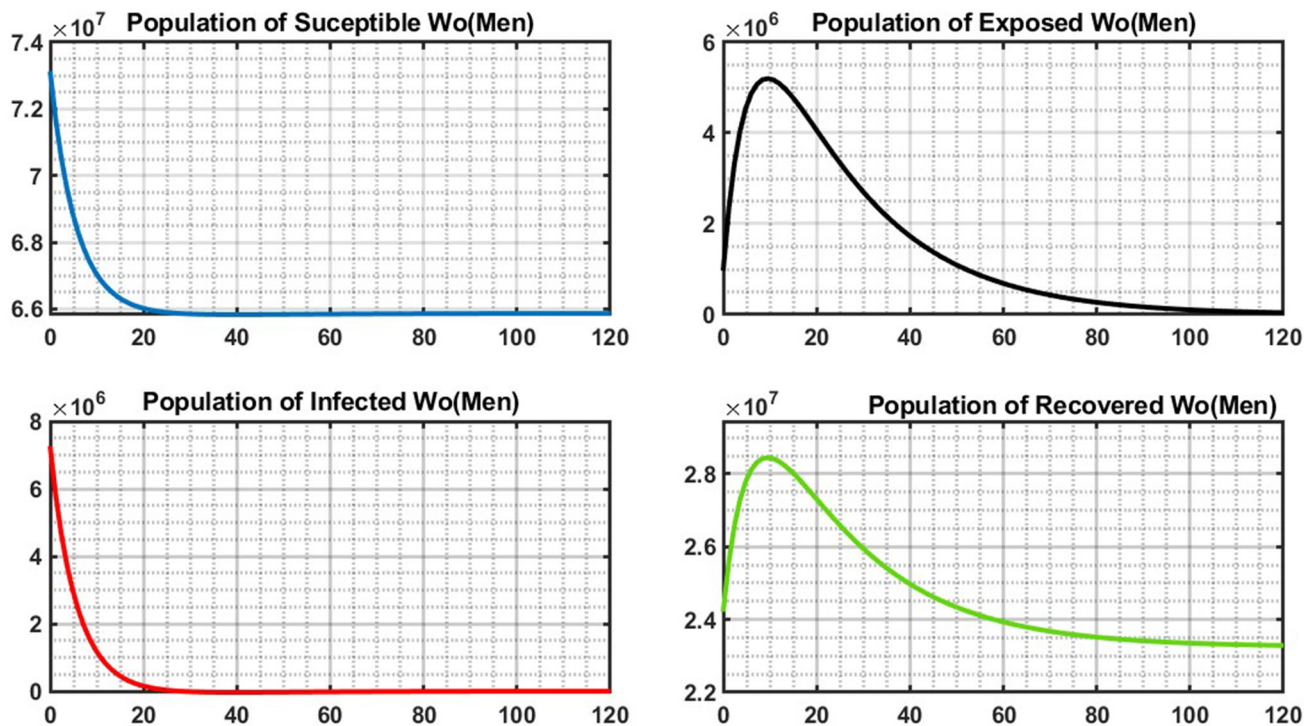 ×10^7 Population of Suceptible Wo(Men)
7.4
7.2
7
6.8
6.6
0 20 40 60 80 100 120
×10^6 Population of Exposed Wo(Men)
6
4
2
0
0 20 40 60 80 100 120
×10^6 Population of Infected Wo(Men)
8
6
4
2
0
0 20 40 60 80 100 120
×10^7 Population of Recovered Wo(Men)
2.8
2.6
2.4
2.2
0 20 40 60 80 100 120